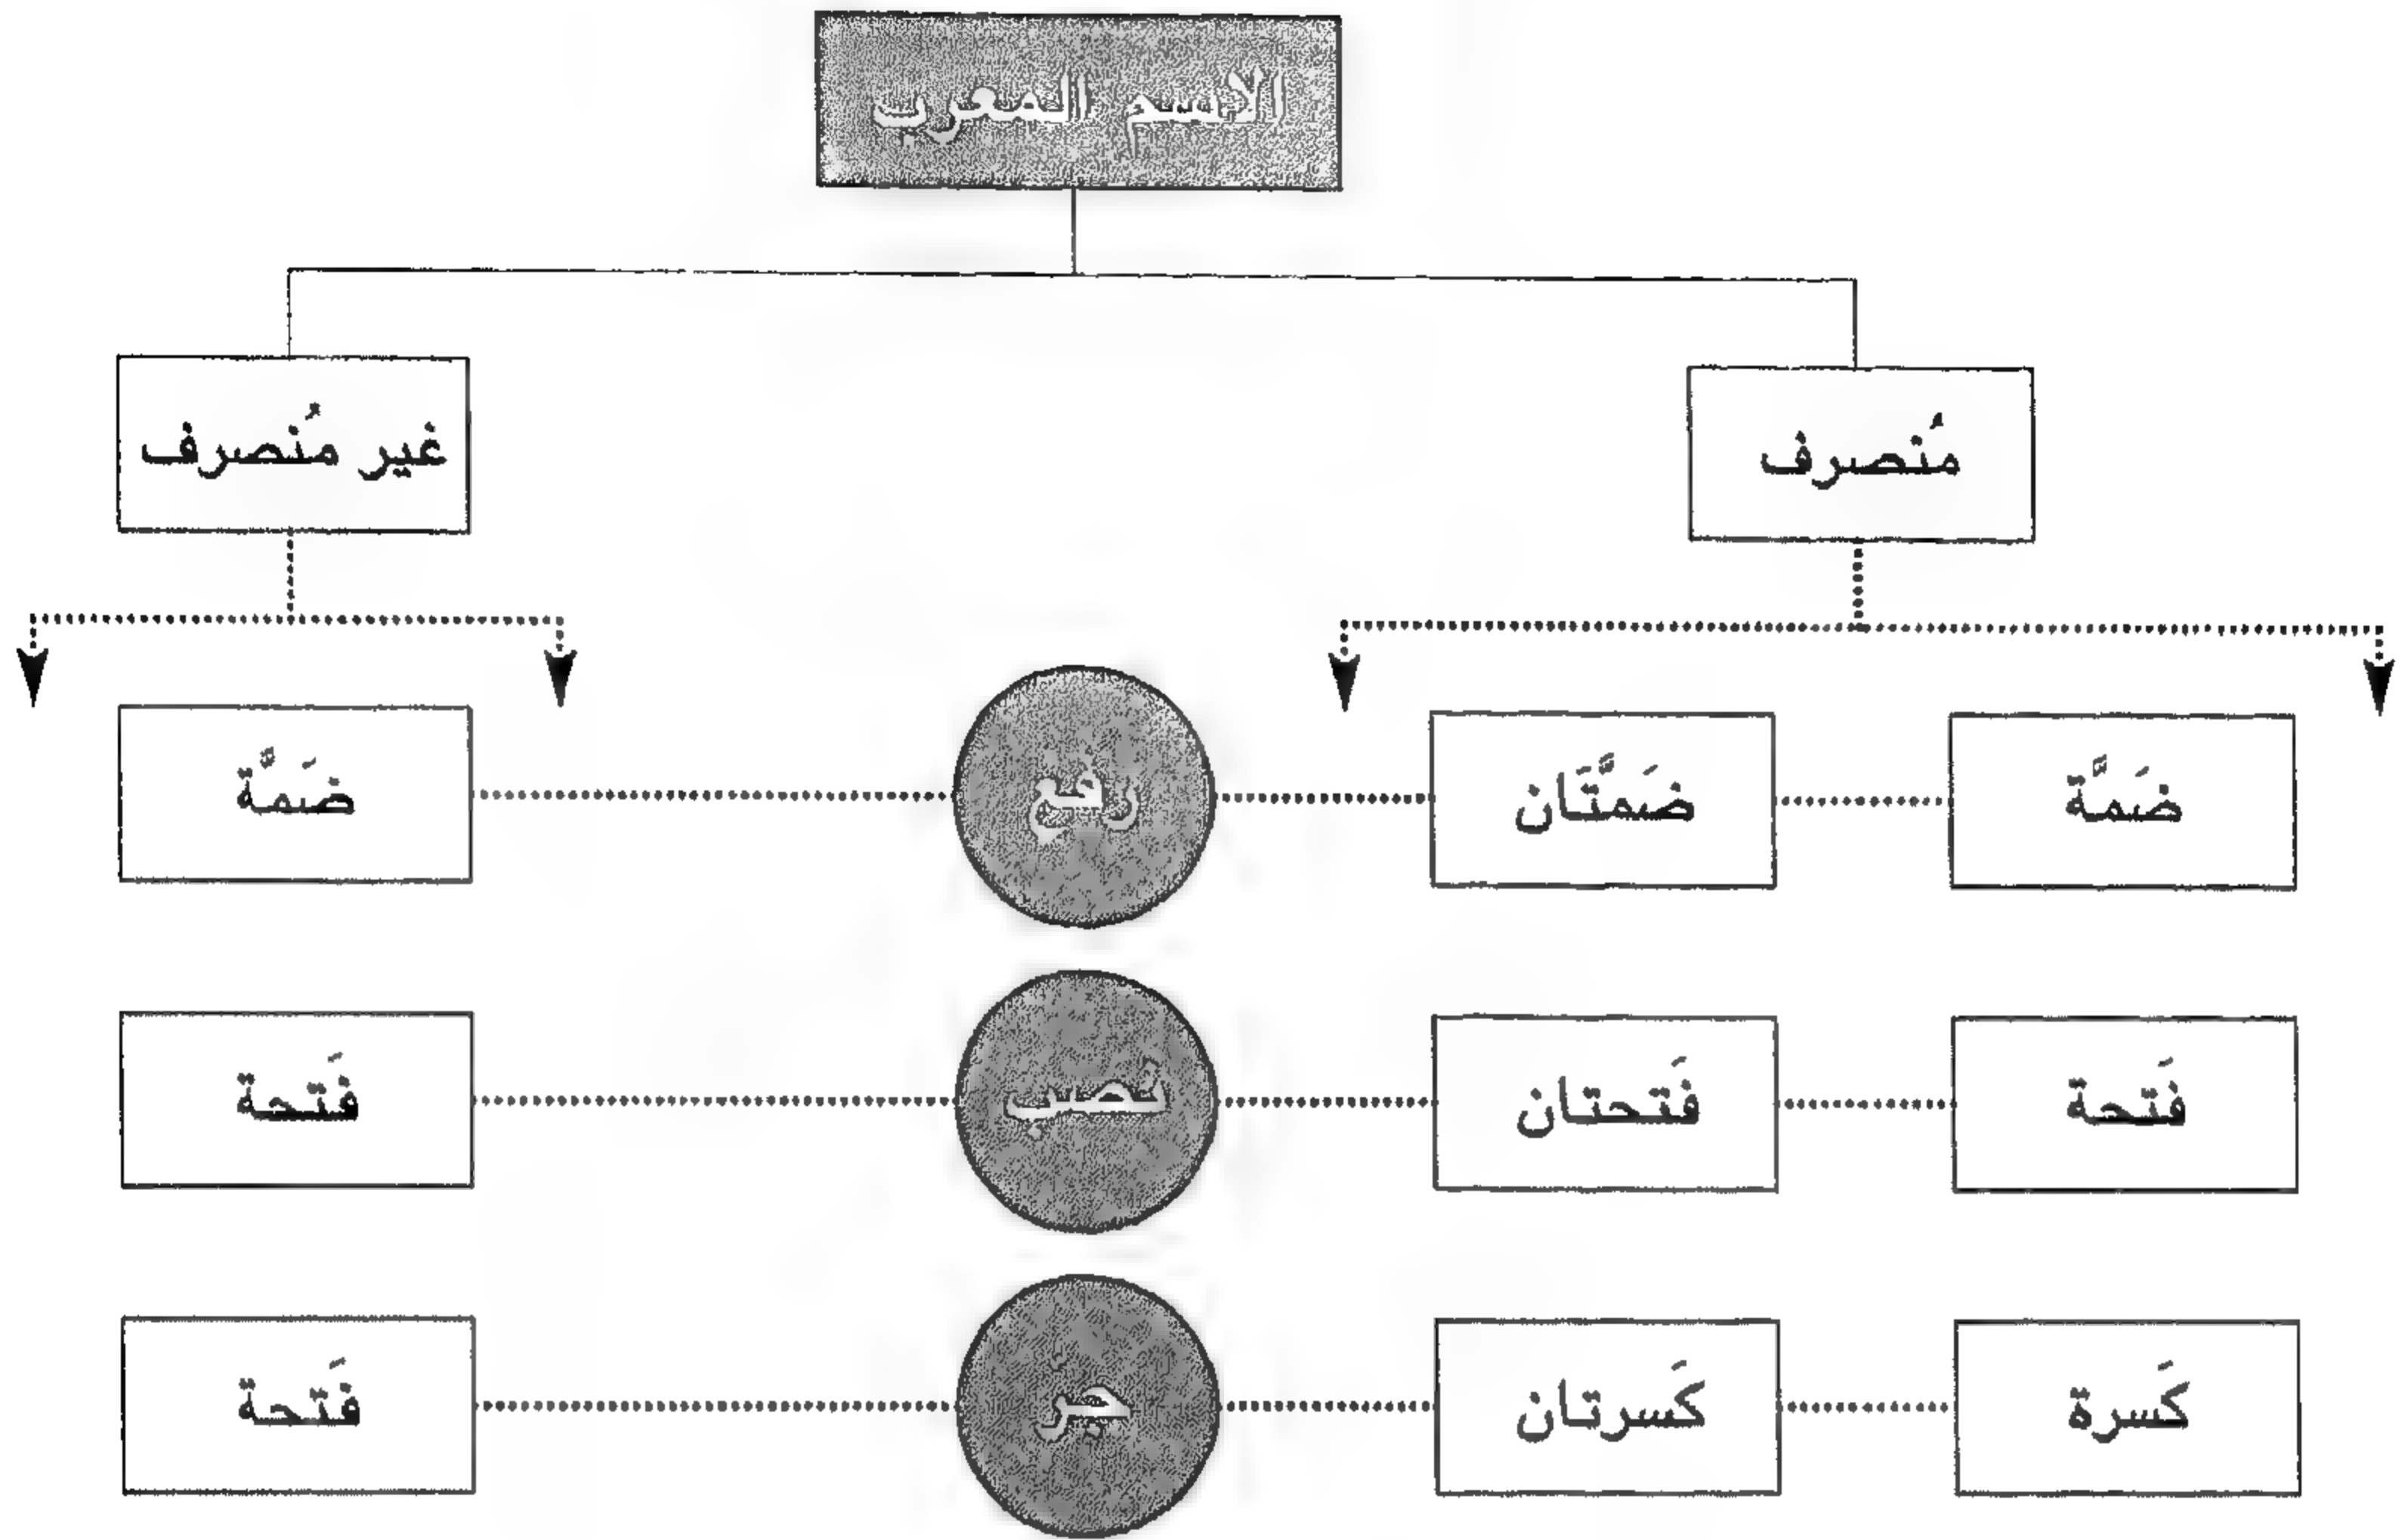 الاسم المعرب
مُنصرف
غير مُنصرف
ضَمَّة
ضَمَّتَان
رفع
ضَمَّة
فَتحة
فَتحتان
نصب
فَتحة
كَسرة
كَسرتان
جرّ
فَتحة